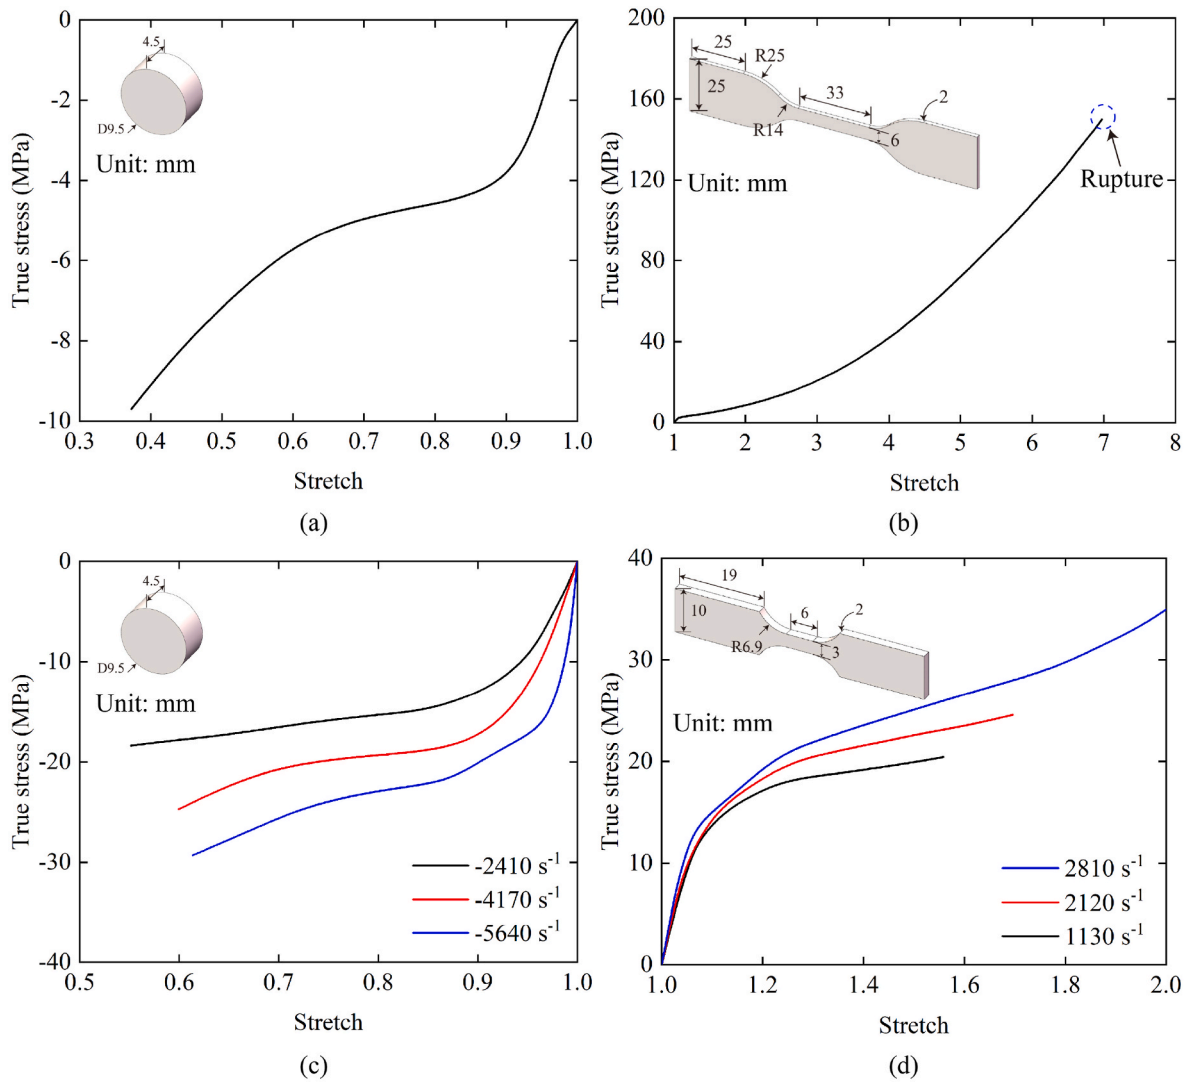 0
-2
-4
-6
-8
-10
True stress (MPa)
4.5
D9.5
Unit: mm
0.3 0.4 0.5 0.6 0.7 0.8 0.9 1.0
Stretch
(a)
200
160
120
80
40
0
True stress (MPa)
25
R25
25
33
2
R14
6
Unit: mm
Rupture
1 2 3 4 5 6 7 8
Stretch
(b)
0
-10
-20
-30
-40
True stress (MPa)
4.5
D9.5
Unit: mm
-2410 s⁻¹
-4170 s⁻¹
-5640 s⁻¹
0.5 0.6 0.7 0.8 0.9 1.0
Stretch
(c)
40
30
20
10
0
True stress (MPa)
19
10
6
2
R6.9
3
Unit: mm
2810 s⁻¹
2120 s⁻¹
1130 s⁻¹
1.0 1.2 1.4 1.6 1.8 2.0
Stretch
(d)